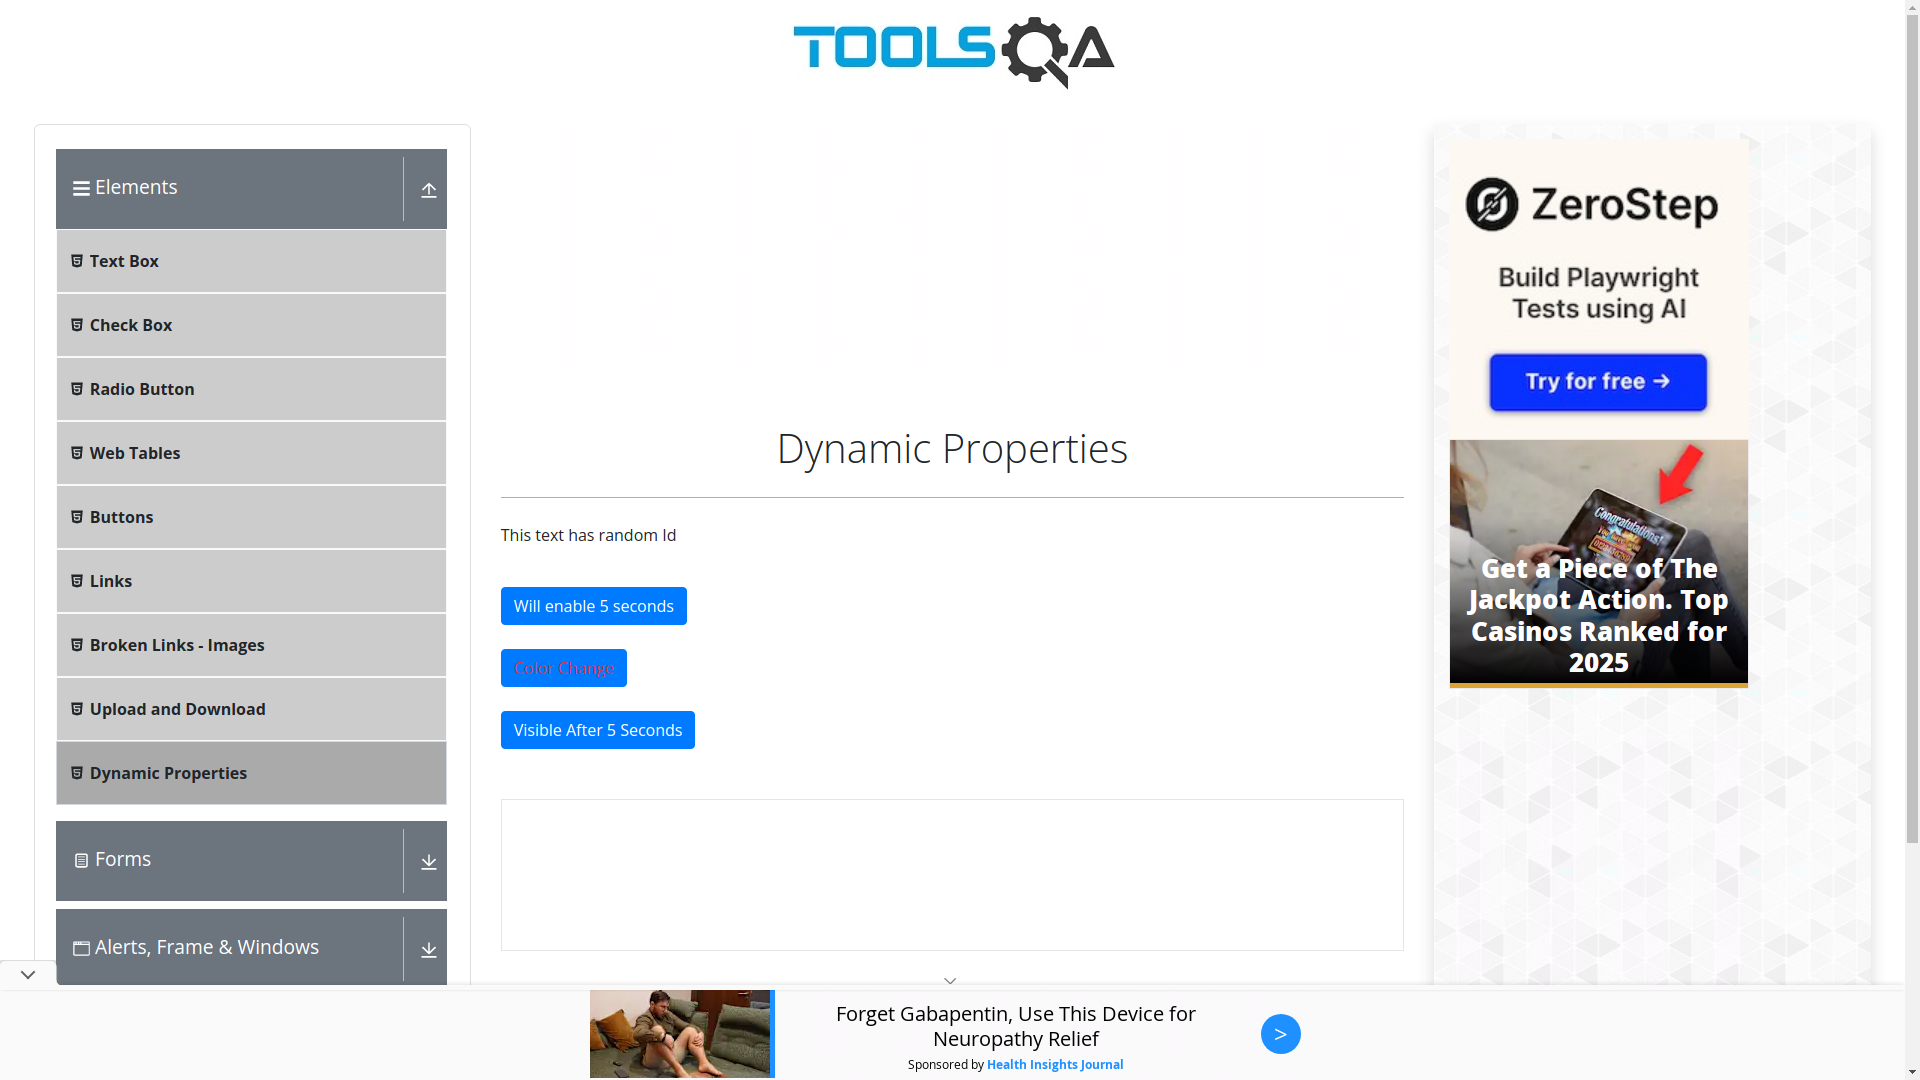 TOOLSQA
Elements
Text Box
Check Box
Radio Button
Web Tables
Buttons
Links
Broken Links - Images
Upload and Download
Dynamic Properties
Forms
Alerts, Frame & Windows
Dynamic Properties
This text has random Id
Will enable 5 seconds
Color Change
Visible After 5 Seconds
ZeroStep
Build Playwright
Tests using AI
Try for free →
Congratulations!
Get a Piece of The
Jackpot Action. Top
Casinos Ranked for
2025
Forget Gabapentin, Use This Device for
Neuropathy Relief
Sponsored by Health Insights Journal
>